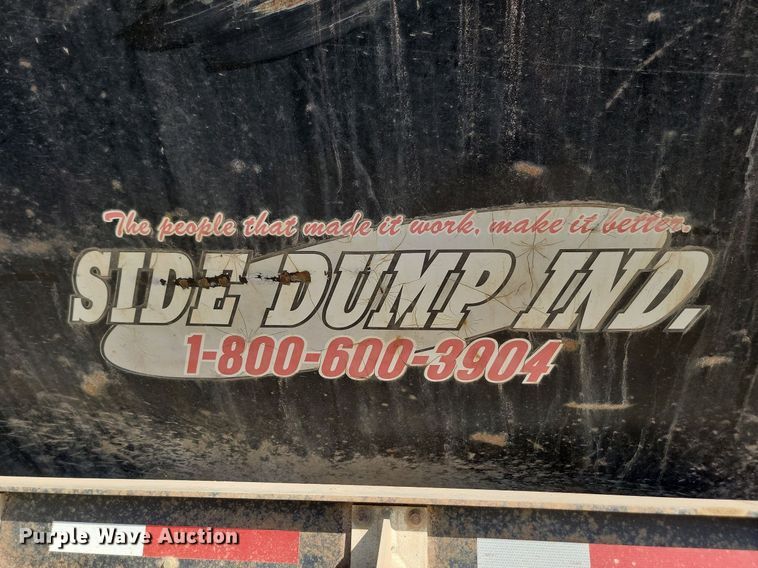 The people that made it work, make it better.
SIDE DUMP IND.
1-800-600-3904
Purple Wave Auction